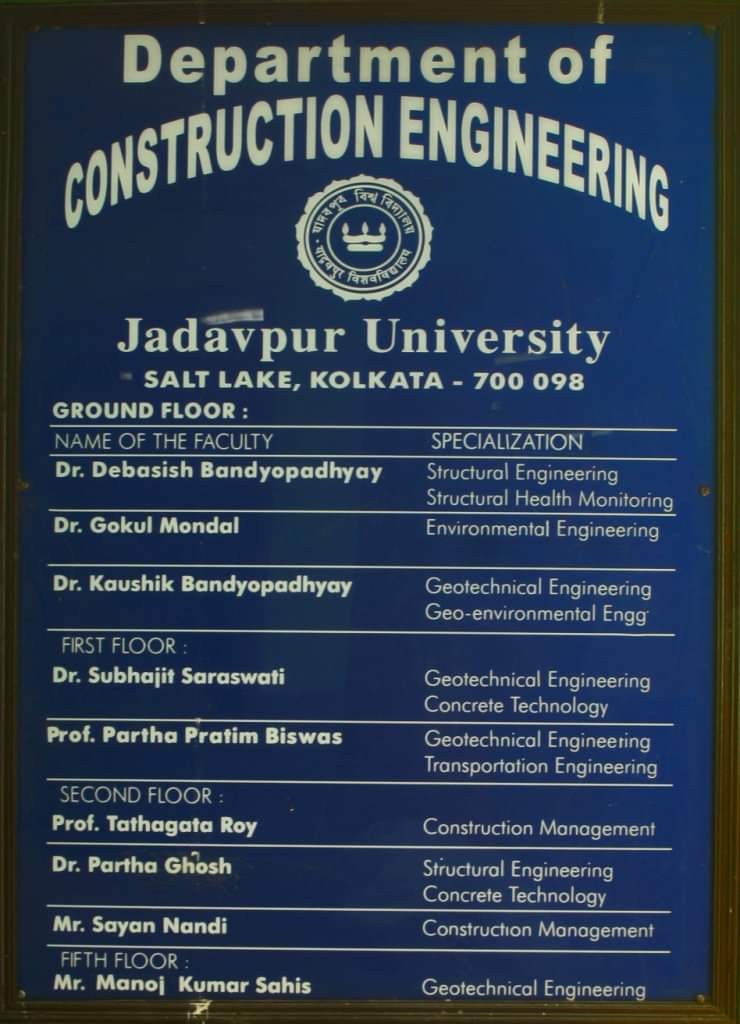 Department of
CONSTRUCTION ENGINEERING
যাদবপুর বিশ্ববিদ্যালয়
यादवपुर विश्वविद्यालय
Jadavpur University
SALT LAKE, KOLKATA - 700 098
GROUND FLOOR :
NAME OF THE FACULTY SPECIALIZATION
Dr. Debasish Bandyopadhyay Structural Engineering
Structural Health Monitoring
Dr. Gokul Mondal Environmental Engineering
Dr. Kaushik Bandyopadhyay Geotechnical Engineering
Geo-environmental Engg
FIRST FLOOR :
Dr. Subhajit Saraswati Geotechnical Engineering
Concrete Technology
Prof. Partha Pratim Biswas Geotechnical Engineering
Transportation Engineering
SECOND FLOOR :
Prof. Tathagata Roy Construction Management
Dr. Partha Ghosh Structural Engineering
Concrete Technology
Mr. Sayan Nandi Construction Management
FIFTH FLOOR :
Mr. Manoj Kumar Sahis Geotechnical Engineering